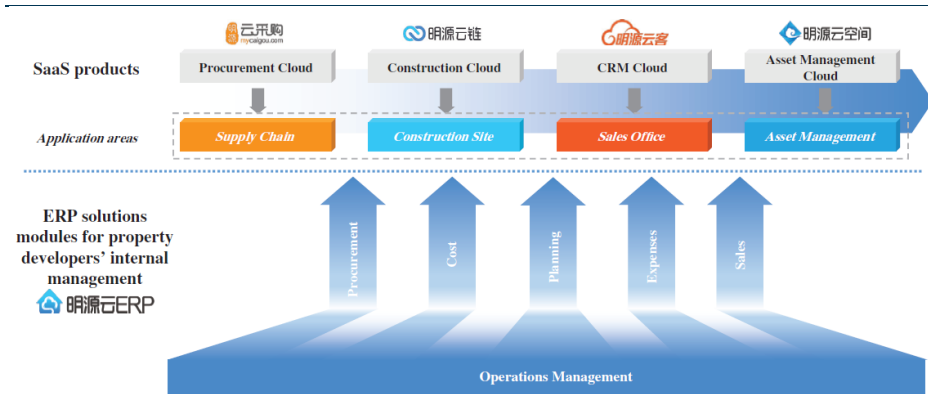 云采购
mycaigou.com
明源云链
明源云客
明源云空间
SaaS products
Procurement Cloud
Construction Cloud
CRM Cloud
Asset Management
Cloud
Application areas
Supply Chain
Construction Site
Sales Office
Asset Management
ERP solutions
modules for property
developers' internal
management
明源云ERP
Procurement
Cost
Planning
Expenses
Sales
Operations Management